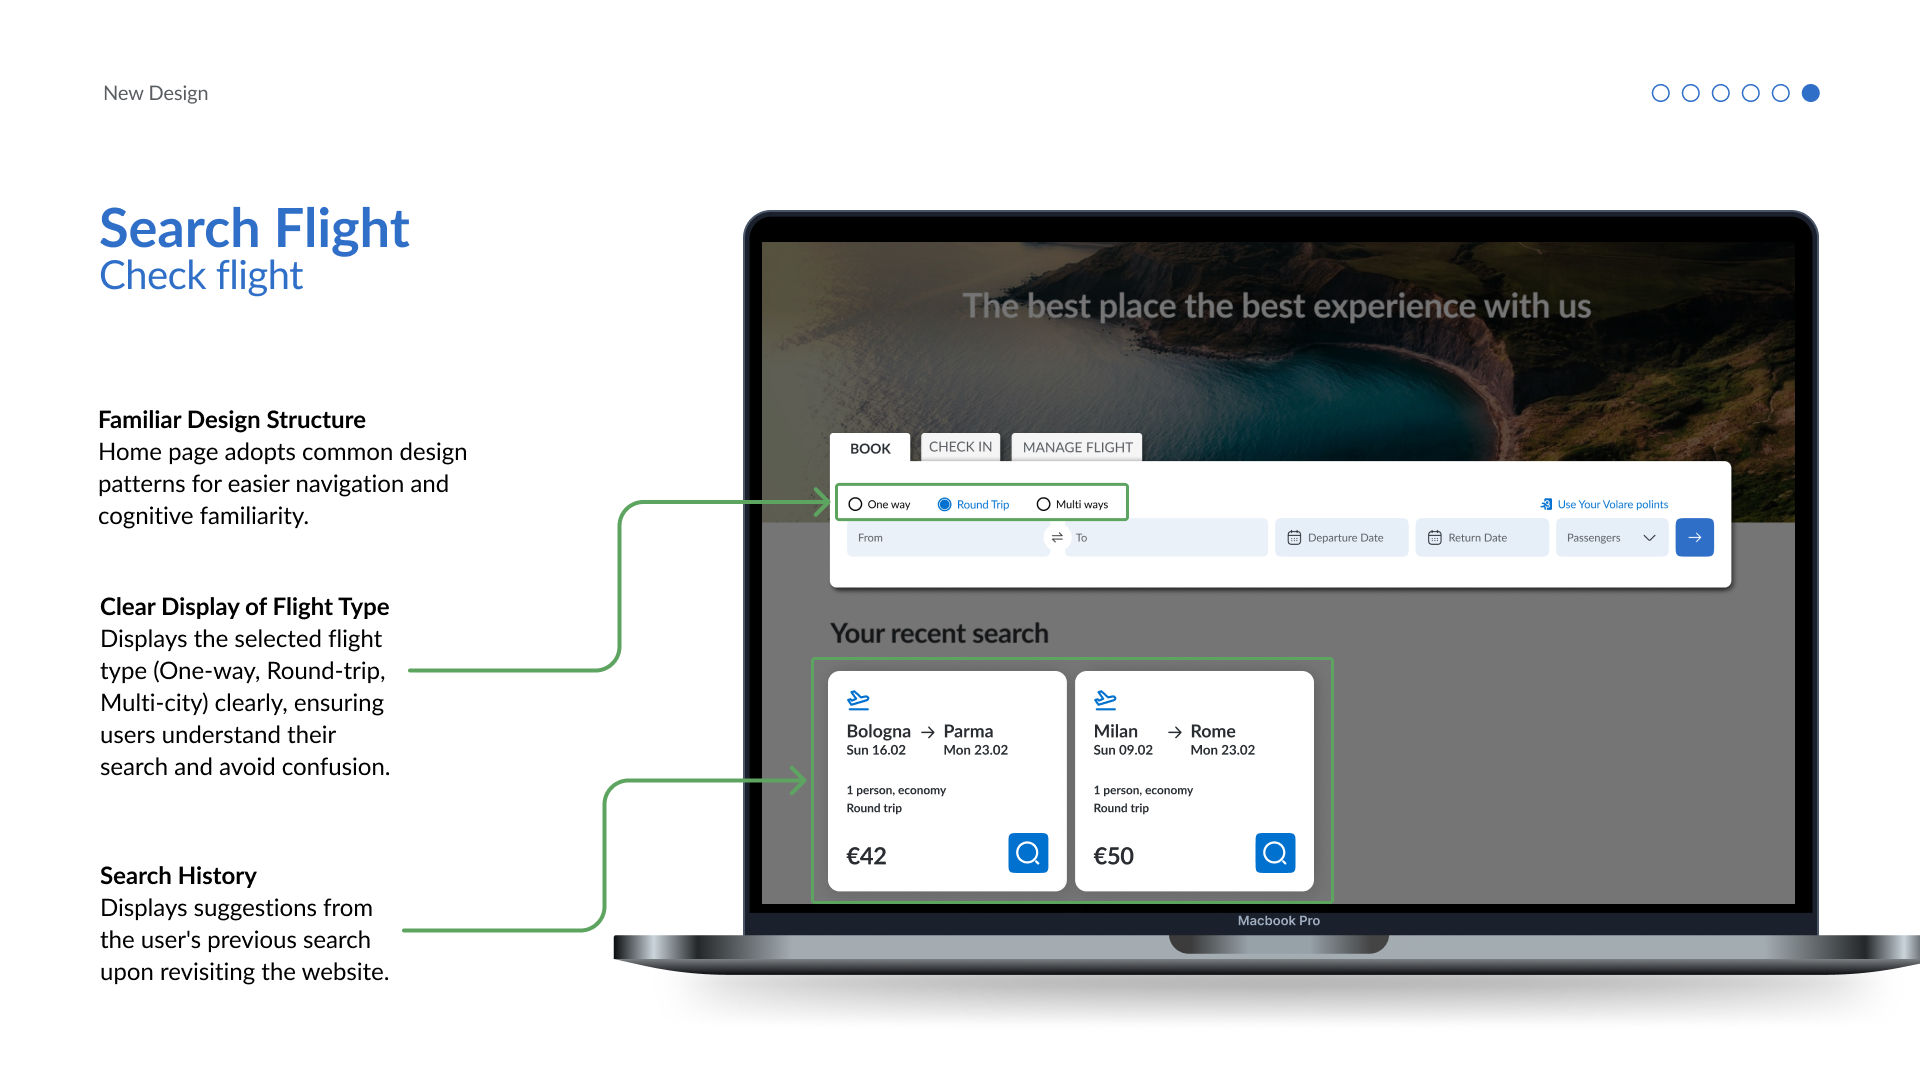 New Design
Search Flight
Check flight
Familiar Design Structure
Home page adopts common design
patterns for easier navigation and
cognitive familiarity.
Clear Display of Flight Type
Displays the selected flight
type (One-way, Round-trip,
Multi-city) clearly, ensuring
users understand their
search and avoid confusion.
Search History
Displays suggestions from
the user's previous search
upon revisiting the website.
The best place the best experience with us
BOOK CHECK IN MANAGE FLIGHT
One way Round Trip Multi ways Use Your Volare polints
From To Departure Date Return Date Passengers
Your recent search
Bologna → Parma
Sun 16.02 Mon 23.02
1 person, economy
Round trip
€42
Milan → Rome
Sun 09.02 Mon 23.02
1 person, economy
Round trip
€50
Macbook Pro